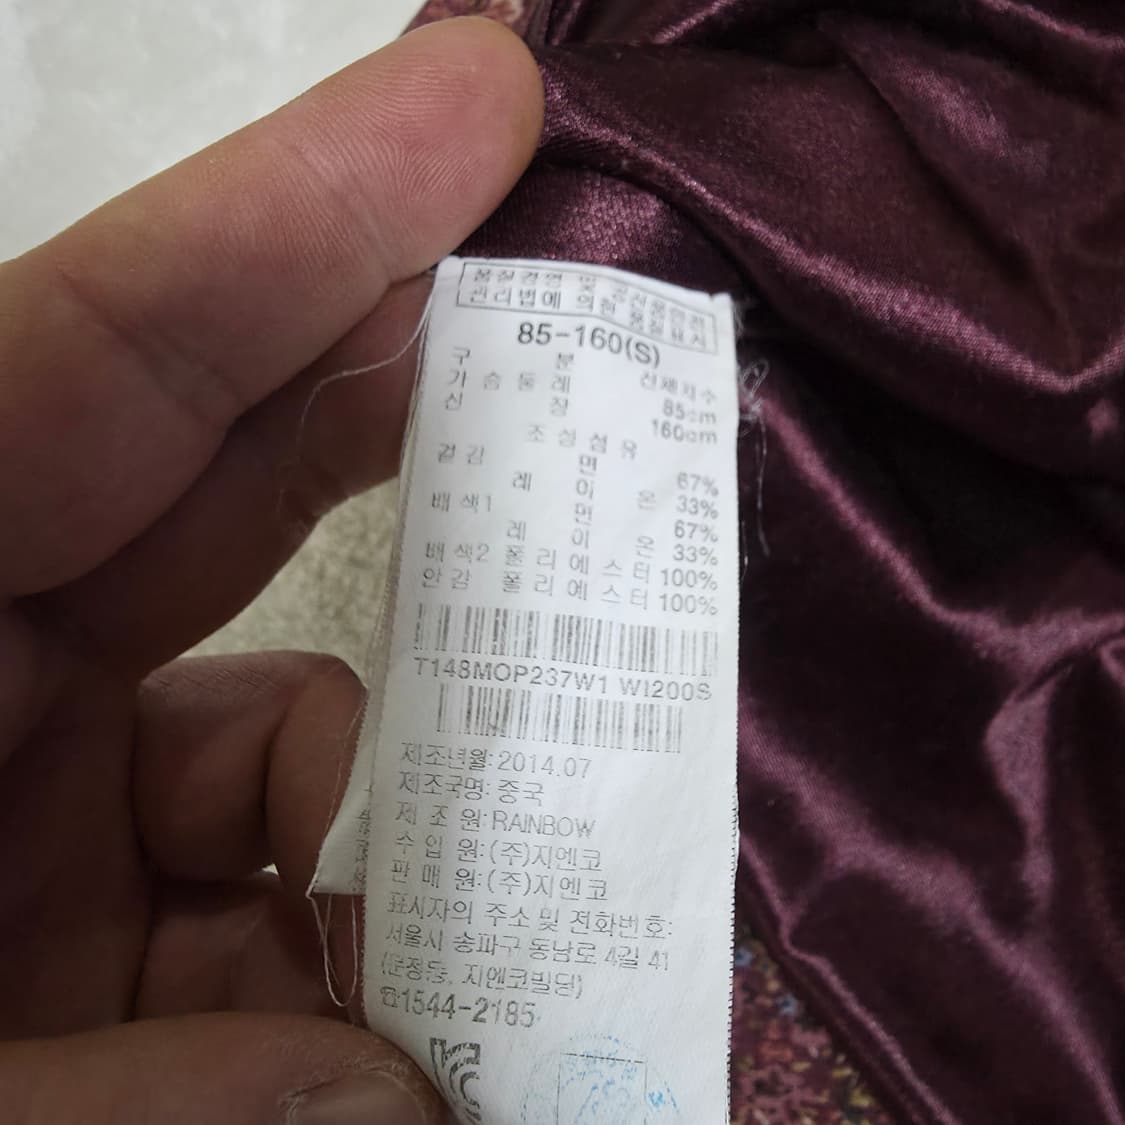 품질경영 및 공산품안전
관리법에 의한 품질표시
85-160(S)
구 분 신체치수
가 슴 둘 레 85cm
신 장 160cm
조 성 섬 유
겉 감 면 67%
레 이 온 33%
배 색1 면 67%
레 이 온 33%
배 색2 폴 리 에 스 터 100%
안 감 폴 리 에 스 터 100%
T148MOP237W1 WI200S
제조년월: 2014.07
제조국명: 중국
제 조 원: RAINBOW
수 입 원: (주)지엔코
판 매 원: (주)지엔코
표시자의 주소 및 전화번호:
서울시 송파구 동남로 4길 41
(문정동, 지엔코빌딩)
☎1544-2185